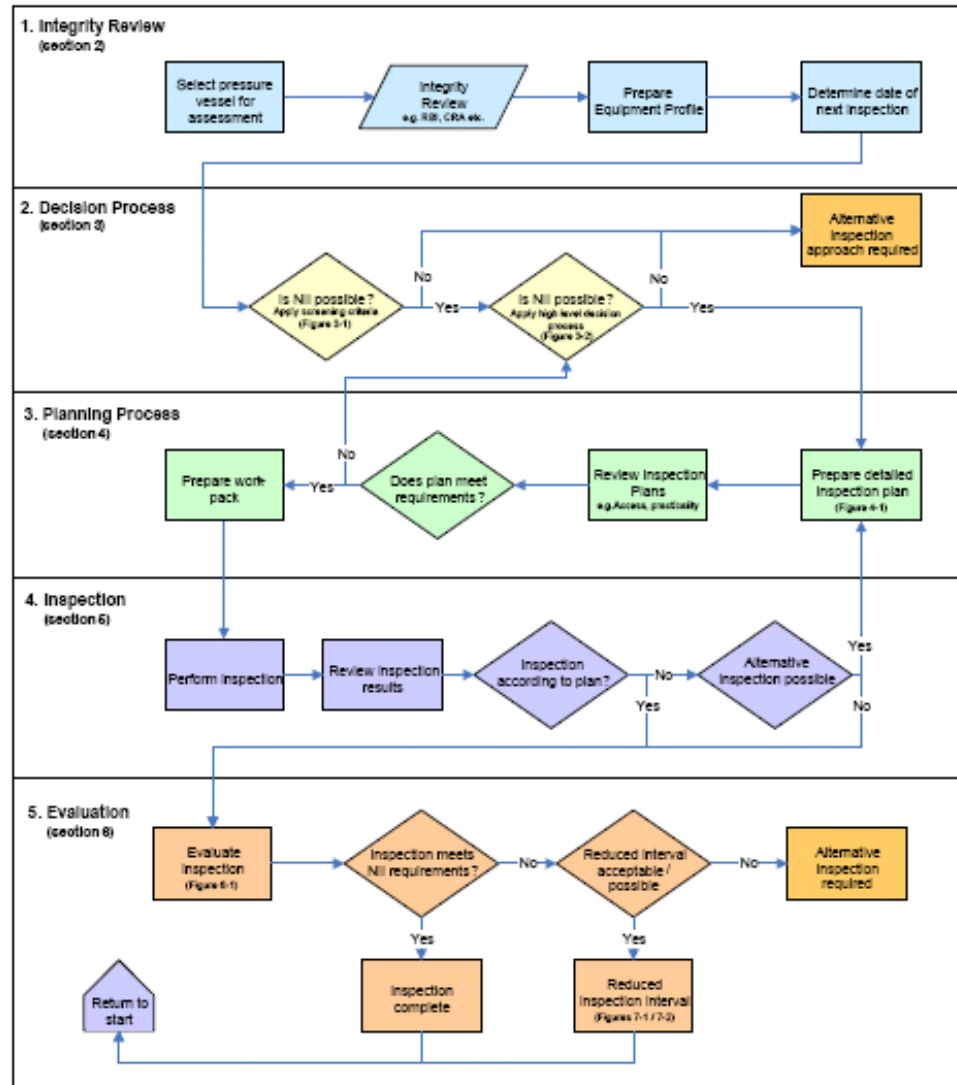 1. Integrity Review
(section 2)
Select pressure
vessel for
assessment
Integrity
Review
e.g. RBI, CRA etc.
Prepare
Equipment Profile
Determine date of
next Inspection
2. Decision Process
(section 3)
Alternative
Inspection
approach required
No
No
Is NII possible?
Apply screening criteria
(Figure 3-1)
Yes
Is NII possible?
Apply high level decision
process
(Figure 3-2)
Yes
3. Planning Process
(section 4)
No
Prepare work-
pack
Yes
Does plan meet
requirements?
Review Inspection
Plans
e.g. Access, practicality
Prepare detailed
Inspection plan
(Figure 4-1)
4. Inspection
(section 5)
Perform Inspection
Review Inspection
results
Inspection
according to plan?
No
Yes
Alternative
Inspection possible
Yes
No
5. Evaluation
(section 6)
Evaluate
Inspection
(Figure 6-1)
Inspection meets
NII requirements?
No
Reduced Interval
acceptable /
possible
No
Alternative
Inspection
required
Yes
Yes
Return to
start
Inspection
complete
Reduced
Inspection Interval
(Figures 7-1 / 7-2)